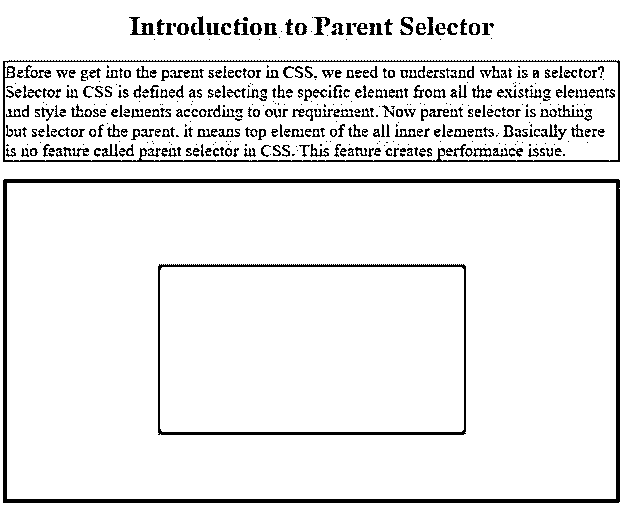 Introduction to Parent Selector
Before we get into the parent selector in CSS, we need to understand what is a selector?
Selector in CSS is defined as selecting the specific element from all the existing elements
and style those elements according to our requirement. Now parent selector is nothing
but selector of the parent, it means top element of the all inner elements. Basically there
is no feature called parent selector in CSS. This feature creates performance issue.